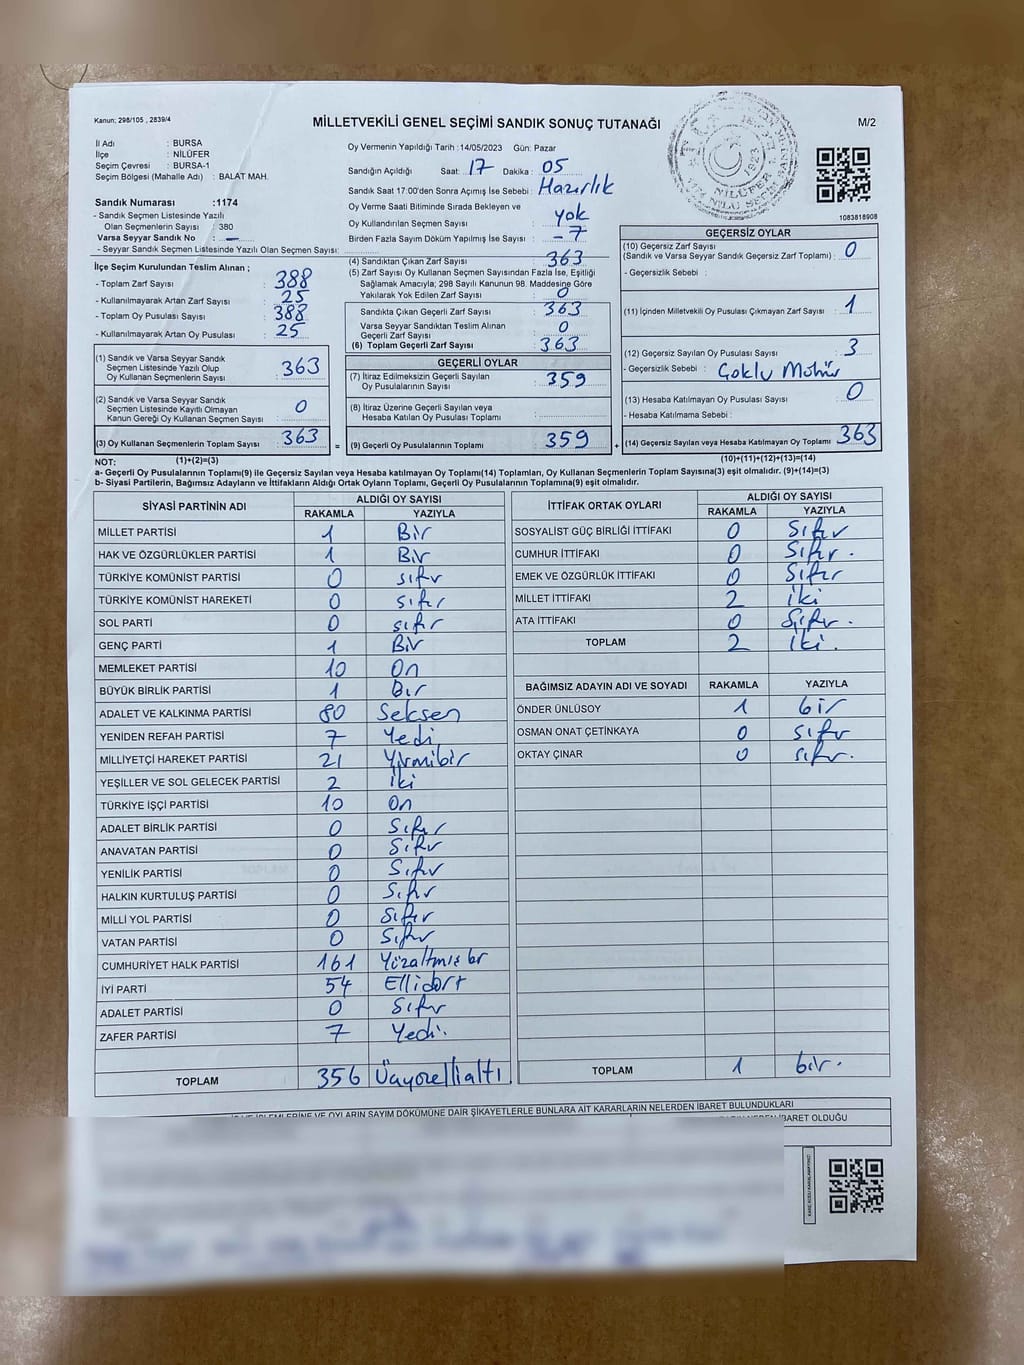 Kanun; 298/105 , 2839/4
MİLLETVEKİLİ GENEL SEÇİMİ SANDIK SONUÇ TUTANAĞI
M/2
İl Adı : BURSA
İlçe : NİLÜFER
Seçim Çevresi : BURSA-1
Seçim Bölgesi (Mahalle Adı) : BALAT MAH.
Sandık Numarası :1174
- Sandık Seçmen Listesinde Yazılı
Olan Seçmenlerin Sayısı : 380
Varsa Seyyar Sandık No : —
- Seyyar Sandık Seçmen Listesinde Yazılı Olan Seçmen Sayısı:
Oy Vermenin Yapıldığı Tarih :14/05/2023 Gün: Pazar
Sandığın Açıldığı Saat: 17 Dakika : 05
Sandık Saat 17:00'den Sonra Açımış İse Sebebi : Hazırlık
Oy Verme Saati Bitiminde Sırada Bekleyen ve
Oy Kullandırılan Seçmen Sayısı : yok
Birden Fazla Sayım Döküm Yapılmış İse Sayısı : -7
1083818908
İlçe Seçim Kurulundan Teslim Alınan ;
- Toplam Zarf Sayısı : 388
- Kullanılmayarak Artan Zarf Sayısı : 25
- Toplam Oy Pusulası Sayısı : 388
- Kullanılmayarak Artan Oy Pusulası : 25
(1) Sandık ve Varsa Seyyar Sandık
Seçmen Listesinde Yazılı Olup
Oy Kullanan Seçmenlerin Sayısı : 363
(2) Sandık ve Varsa Seyyar Sandık
Seçmen Listesinde Kayıtlı Olmayan
Kanun Gereği Oy Kullanan Seçmen Sayısı : 0
(3) Oy Kullanan Seçmenlerin Toplam Sayısı : 363
(1)+(2)=(3)
(4) Sandıktan Çıkan Zarf Sayısı : 363
(5) Zarf Sayısı Oy Kullanan Seçmen Sayısından Fazla İse, Eşitliği
Sağlamak Amacıyla; 298 Sayılı Kanunun 98. Maddesine Göre
Yakılarak Yok Edilen Zarf Sayısı : 0
Sandıkta Çıkan Geçerli Zarf Sayısı : 363
Varsa Seyyar Sandıktan Teslim Alınan
Geçerli Zarf Sayısı : 0
(6) Toplam Geçerli Zarf Sayısı : 363
GEÇERLİ OYLAR
(7) İtiraz Edilmeksizin Geçerli Sayılan
Oy Pusulalarının Sayısı : 359
(8) İtiraz Üzerine Geçerli Sayılan veya
Hesaba Katılan Oy Pusulası Toplamı :
= (9) Geçerli Oy Pusulalarının Toplamı : 359
GEÇERSİZ OYLAR
(10) Geçersiz Zarf Sayısı
(Sandık ve Varsa Seyyar Sandık Geçersiz Zarf Toplamı) : 0
- Geçersizlik Sebebi :
(11) İçinden Milletvekili Oy Pusulası Çıkmayan Zarf Sayısı : 1
(12) Geçersiz Sayılan Oy Pusulası Sayısı : 3
- Geçersizlik Sebebi : Çoklu Mühür
(13) Hesaba Katılmayan Oy Pusulası Sayısı : 0
- Hesaba Katılmama Sebebi :
+ (14) Geçersiz Sayılan veya Hesaba Katılmayan Oy Toplamı : 363
(10)+(11)+(12)+(13)=(14)
NOT:
a- Geçerli Oy Pusulalarının Toplamı(9) ile Geçersiz Sayılan veya Hesaba Katılmayan Oy Toplamı(14) Toplamları, Oy Kullanan Seçmenlerin Toplam Sayısına(3) eşit olmalıdır. (9)+(14)=(3)
b- Siyasi Partilerin, Bağımsız Adayların ve İttifakların Aldığı Ortak Oyların Toplamı, Geçerli Oy Pusulalarının Toplamına(9) eşit olmalıdır.
SİYASİ PARTİNİN ADI ALDIĞI OY SAYISI
RAKAMLA YAZIYLA
MİLLET PARTİSİ 1 Bir
HAK VE ÖZGÜRLÜKLER PARTİSİ 1 Bir
TÜRKİYE KOMÜNİST PARTİSİ 0 sıfır
TÜRKİYE KOMÜNİST HAREKETİ 0 sıfır
SOL PARTİ 0 sıfır
GENÇ PARTİ 1 Bir
MEMLEKET PARTİSİ 10 On
BÜYÜK BİRLİK PARTİSİ 1 Bır
ADALET VE KALKINMA PARTİSİ 80 Seksen
YENİDEN REFAH PARTİSİ 7 Yedi
MİLLİYETÇİ HAREKET PARTİSİ 21 Yirmibir
YEŞİLLER VE SOL GELECEK PARTİSİ 2 iki
TÜRKİYE İŞÇİ PARTİSİ 10 On
ADALET BİRLİK PARTİSİ 0 Sıfır
ANAVATAN PARTİSİ 0 Sıfır
YENİLİK PARTİSİ 0 Sıfır
HALKIN KURTULUŞ PARTİSİ 0 Sıfır
MİLLİ YOL PARTİSİ 0 Sıfır
VATAN PARTİSİ 0 Sıfır
CUMHURİYET HALK PARTİSİ 161 Yüzaltmışbr
İYİ PARTİ 54 Ellidört
ADALET PARTİSİ 0 Sıfır
ZAFER PARTİSİ 7 Yedi.
TOPLAM 356 Üçyüzellialtı
İTTİFAK ORTAK OYLARI ALDIĞI OY SAYISI
RAKAMLA YAZIYLA
SOSYALİST GÜÇ BİRLİĞİ İTTİFAKI 0 Sıfır
CUMHUR İTTİFAKI 0 Sıfır.
EMEK VE ÖZGÜRLÜK İTTİFAKI 0 Sıfır
MİLLET İTTİFAKI 2 iki
ATA İTTİFAKI 0 Sıfır.
TOPLAM 2 iki.
BAĞIMSIZ ADAYIN ADI VE SOYADI RAKAMLA YAZIYLA
ÖNDER ÜNLÜSOY 1 bir
OSMAN ONAT ÇETİNKAYA 0 sıfır
OKTAY ÇINAR 0 sıfır.
TOPLAM 1 bir.
VE İŞLEMLERİNE VE OYLARIN SAYIM DÖKÜMÜNE DAİR ŞİKAYETLERLE BUNLARA AİT KARARLARIN NELERDEN İBARET BULUNDUKLARI
İBARET OLDUĞU